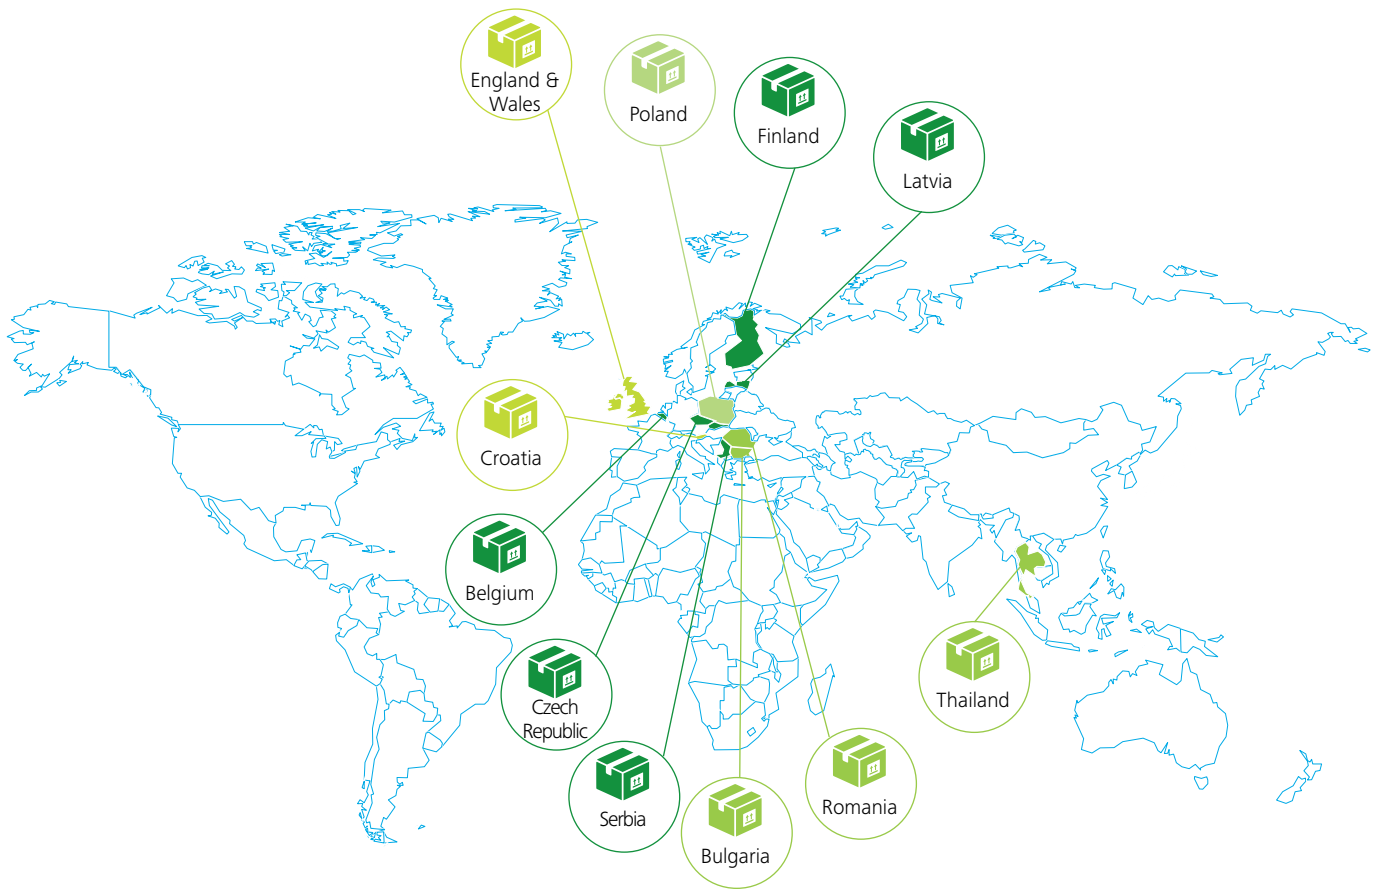 England &
Wales
Poland
Finland
Latvia
Croatia
Belgium
Czech
Republic
Serbia
Bulgaria
Romania
Thailand